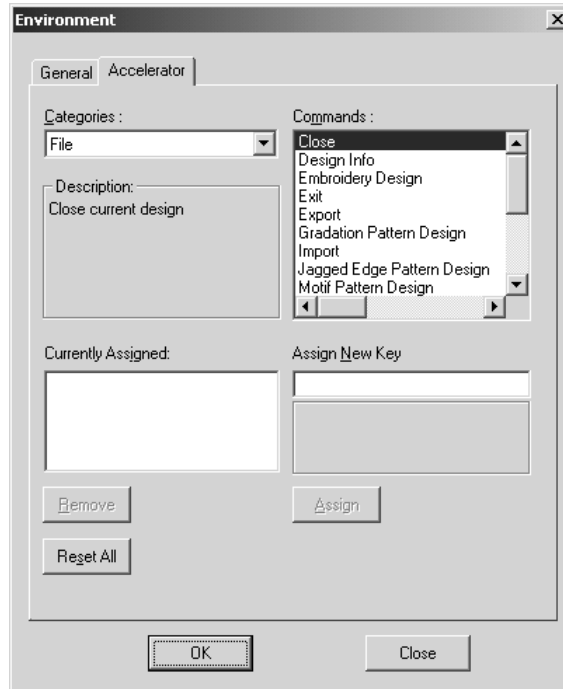 Environment
General
Accelerator
Categories :
File
Description:
Close current design
Commands :
Close
Design Info
Embroidery Design
Exit
Export
Gradation Pattern Design
Import
Jagged Edge Pattern Design
Motif Pattern Design
Currently Assigned:
Assign New Key
Remove
Assign
Reset All
OK
Close